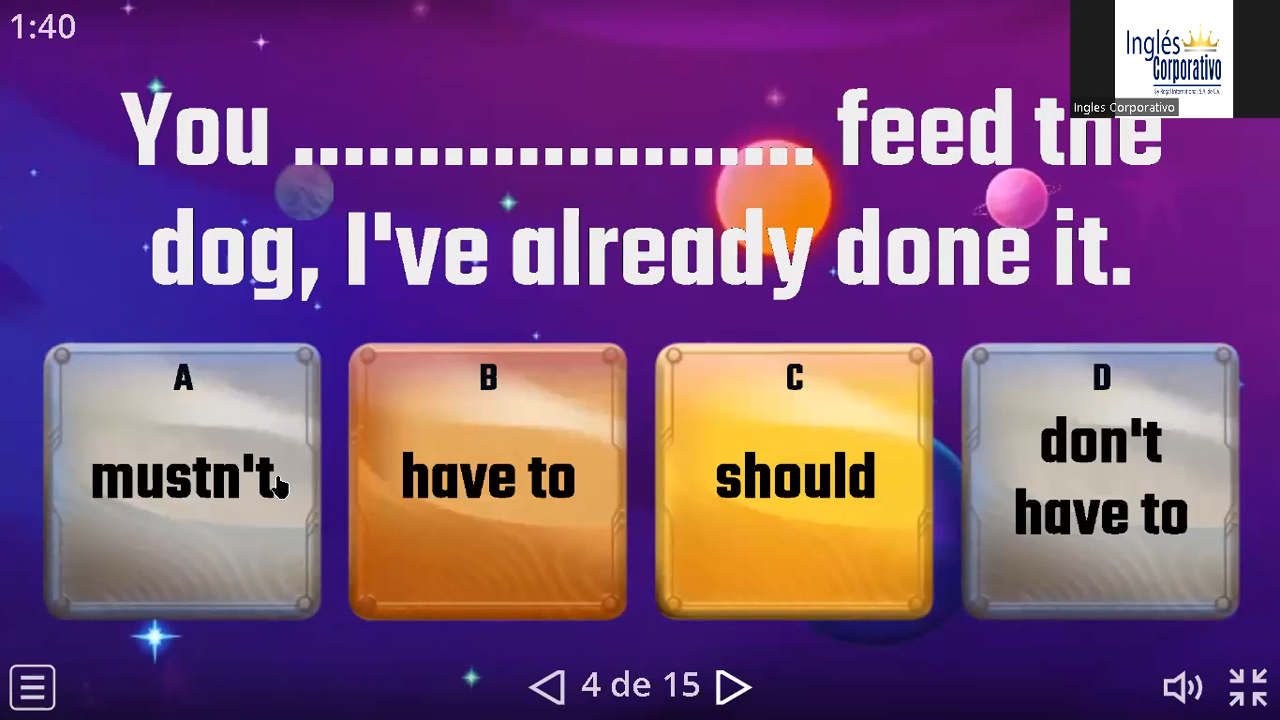 1:40
Inglés
Corporativo
Ingles Corporativo
You ..................... feed the
dog, I've already done it.
A
mustn't
B
have to
C
should
D
don't
have to
4 de 15